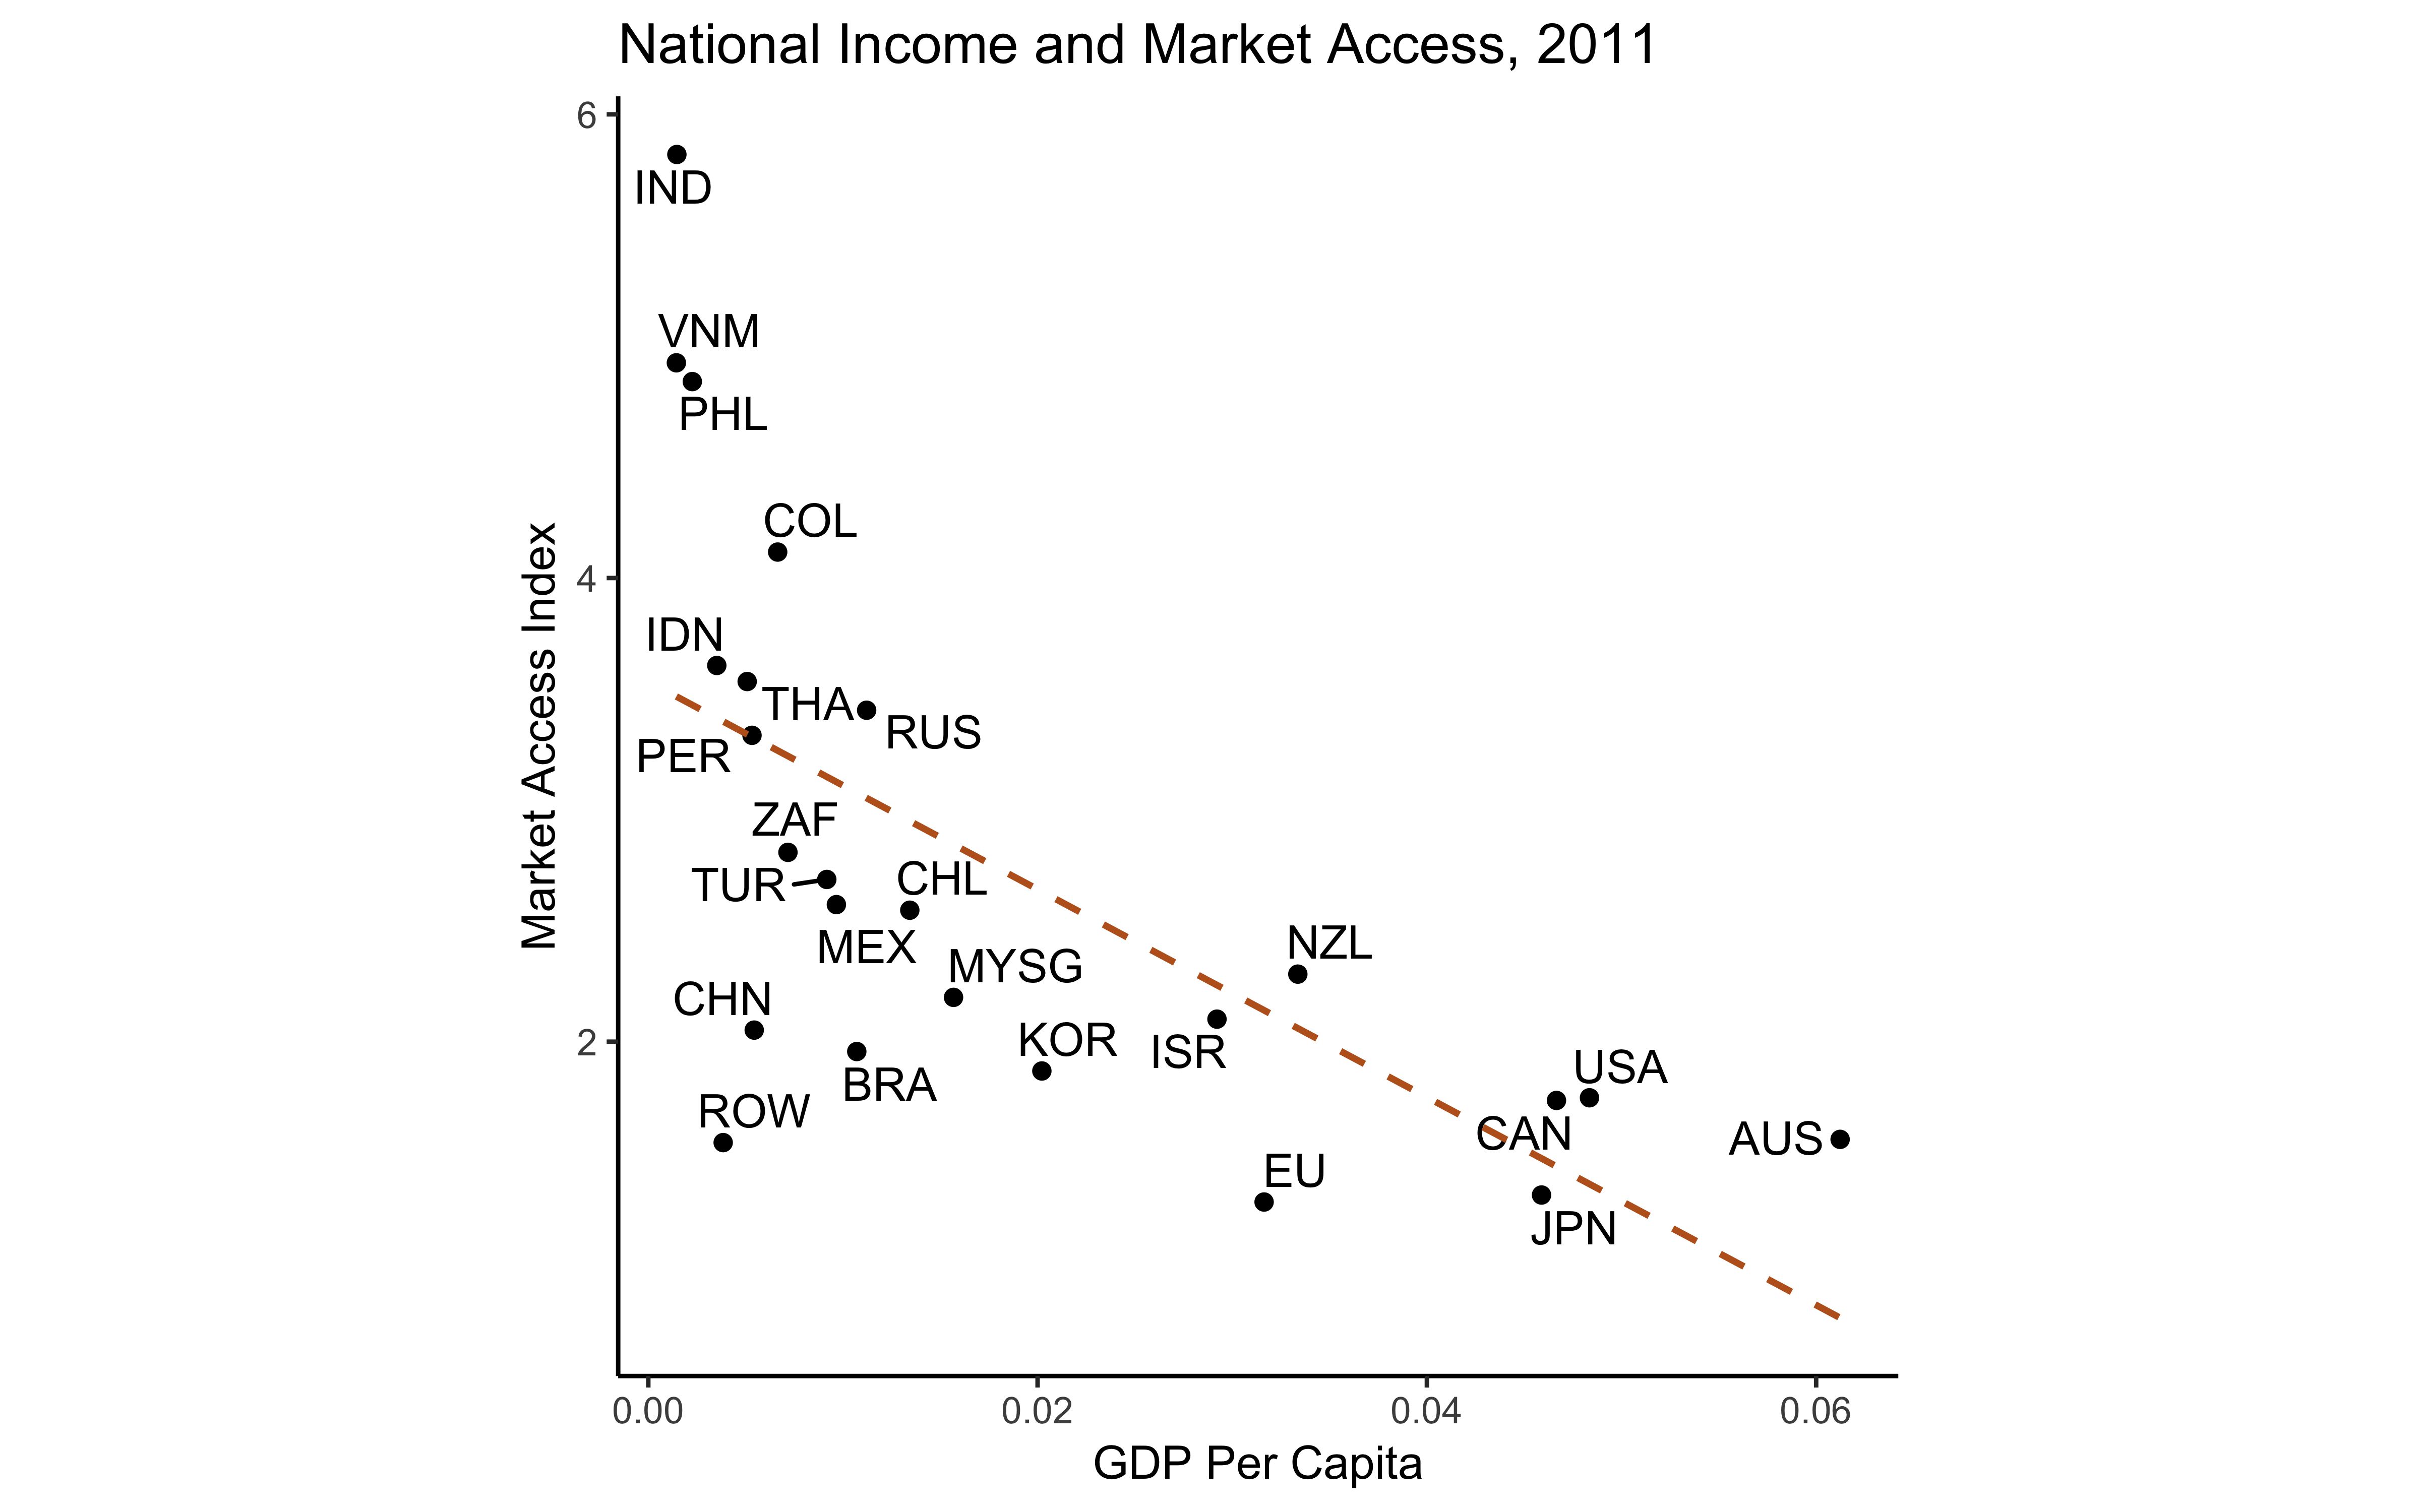 National Income and Market Access, 2011
6
IND
VNM
PHL
COL
4
IDN
THA
RUS
PER
ZAF
TUR
CHL
MEX
MYSG
NZL
CHN
KOR
ISR
2
BRA
USA
ROW
CAN
AUS
EU
JPN
Market Access Index
0.00
0.02
0.04
0.06
GDP Per Capita